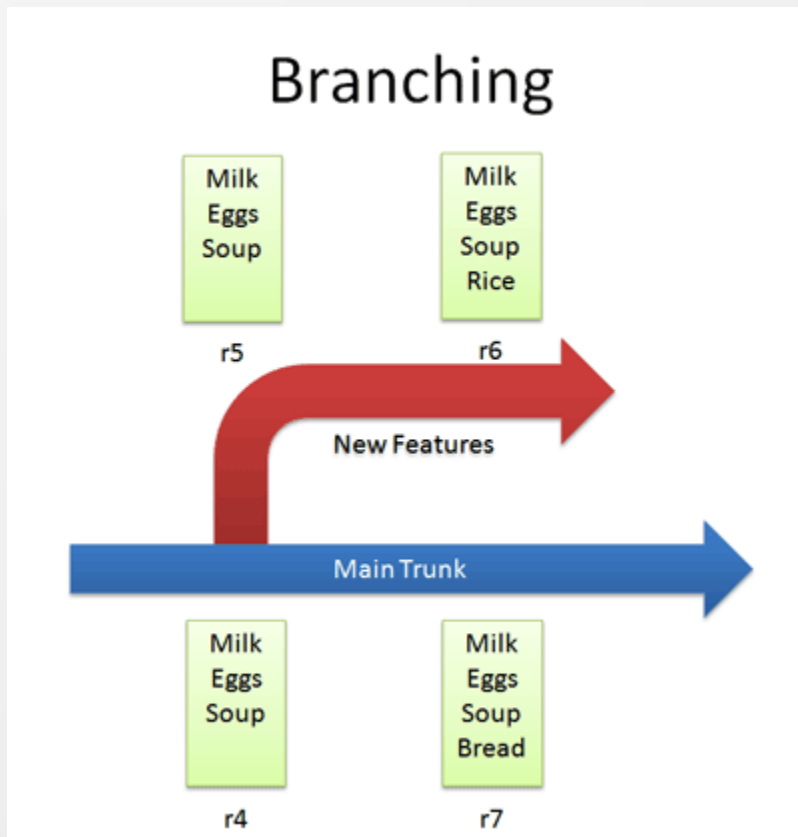 Branching
Milk
Eggs
Soup
r5
Milk
Eggs
Soup
Rice
r6
New Features
Main Trunk
Milk
Eggs
Soup
r4
Milk
Eggs
Soup
Bread
r7